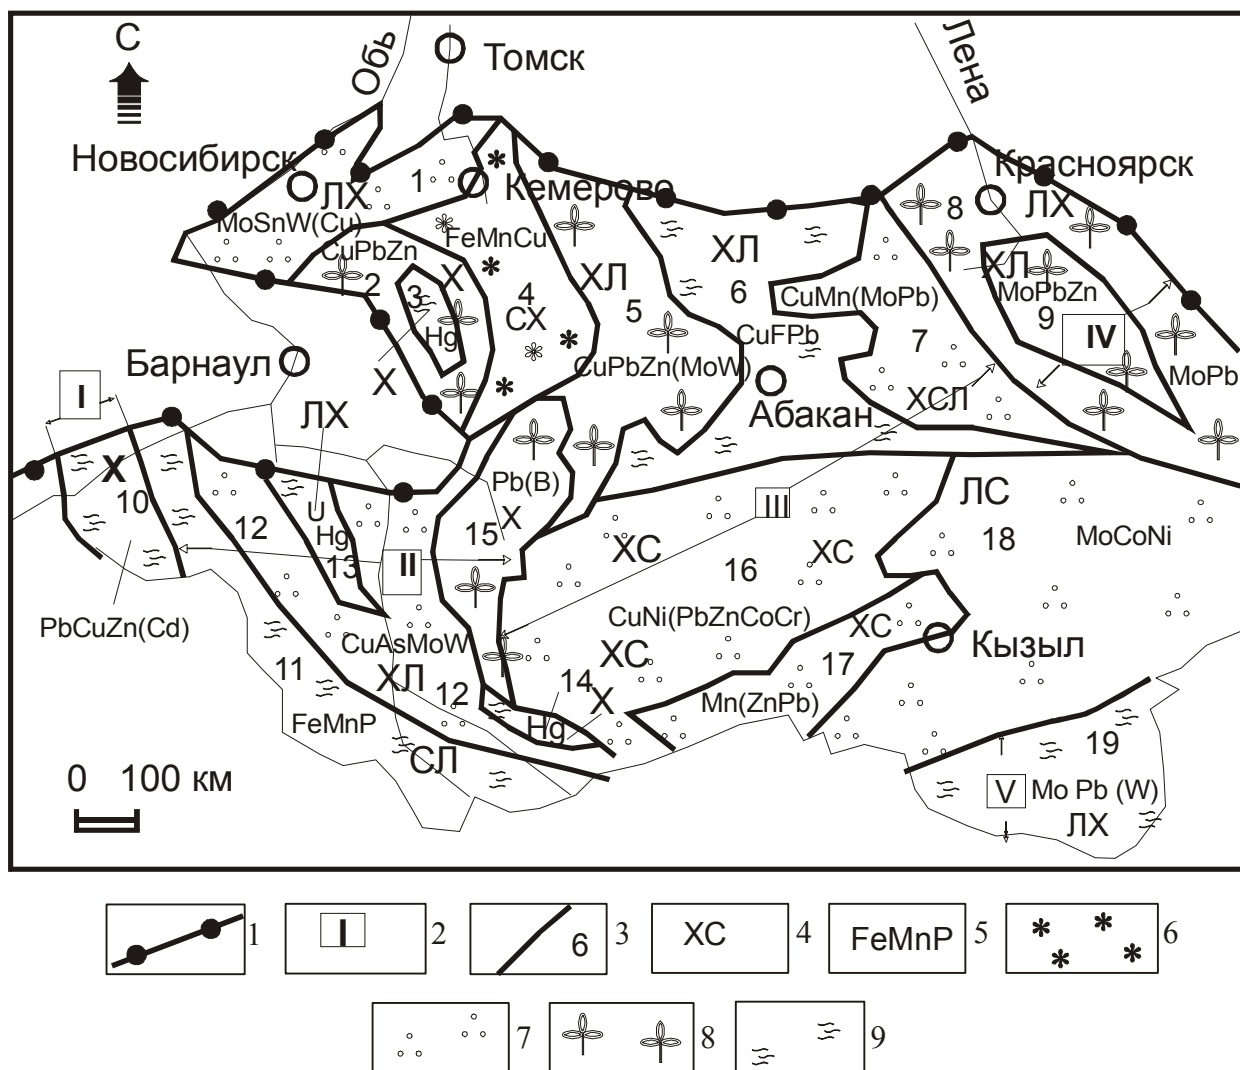 С
Обь
Томск
Лена
Новосибирск
Кемерово
Красноярск
ЛХ
1
8
ЛХ
MoSnW(Cu)
FeMnCu
ХЛ
CuPbZn
2
3
Х
4
ХЛ
5
6
CuMn(MoPb)
ХЛ
MoPbZn
9
Hg
СХ
CuFPb
7
IV
Барнаул
Х
CuPbZn(MoW)
MoPb
I
ЛХ
Абакан
ХСЛ
Х
10
12
U
Hg
13
Pb(B)
Х
15
III
ЛС
18
MoCoNi
II
ХС
16
ХС
PbCuZn(Cd)
CuAsMoW
CuNi(PbZnCoCr)
ХС
Кызыл
11
ХЛ
12
ХС
14
Х
17
FeMnP
Hg
Mn(ZnPb)
СЛ
19
0 100 км
V
Mo Pb (W)
ЛХ
1
I
2
6
3
ХС
4
FeMnP
5
6
7
8
9